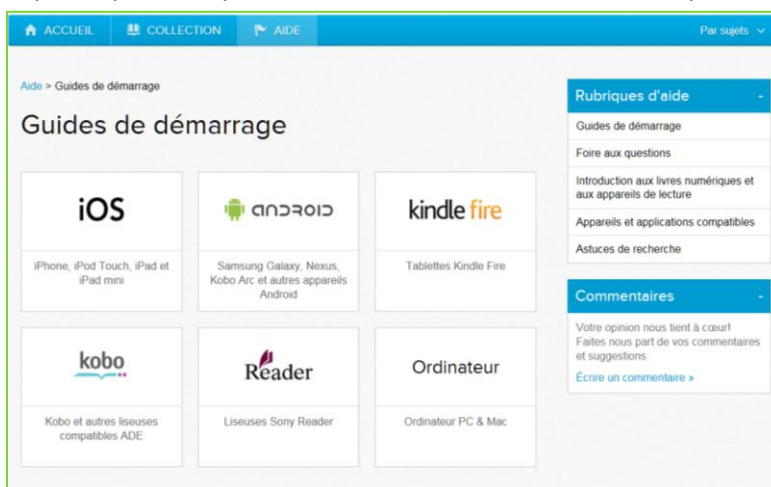 ACCUEIL
COLLECTION
AIDE
Par sujets
Aide > Guides de démarrage
Guides de démarrage
iOS
iPhone, iPod Touch, iPad et
iPad mini
ANDROID
Samsung Galaxy, Nexus,
Kobo Arc et autres appareils
Android
kindle fire
Tablettes Kindle Fire
kobo
Kobo et autres liseuses
compatibles ADE
Reader
Liseuses Sony Reader
Ordinateur
Ordinateur PC & Mac
Rubriques d'aide -
Guides de démarrage
Foire aux questions
Introduction aux livres numériques et
aux appareils de lecture
Appareils et applications compatibles
Astuces de recherche
Commentaires -
Votre opinion nous tient à cœur!
Faites nous part de vos commentaires
et suggestions.
Écrire un commentaire »